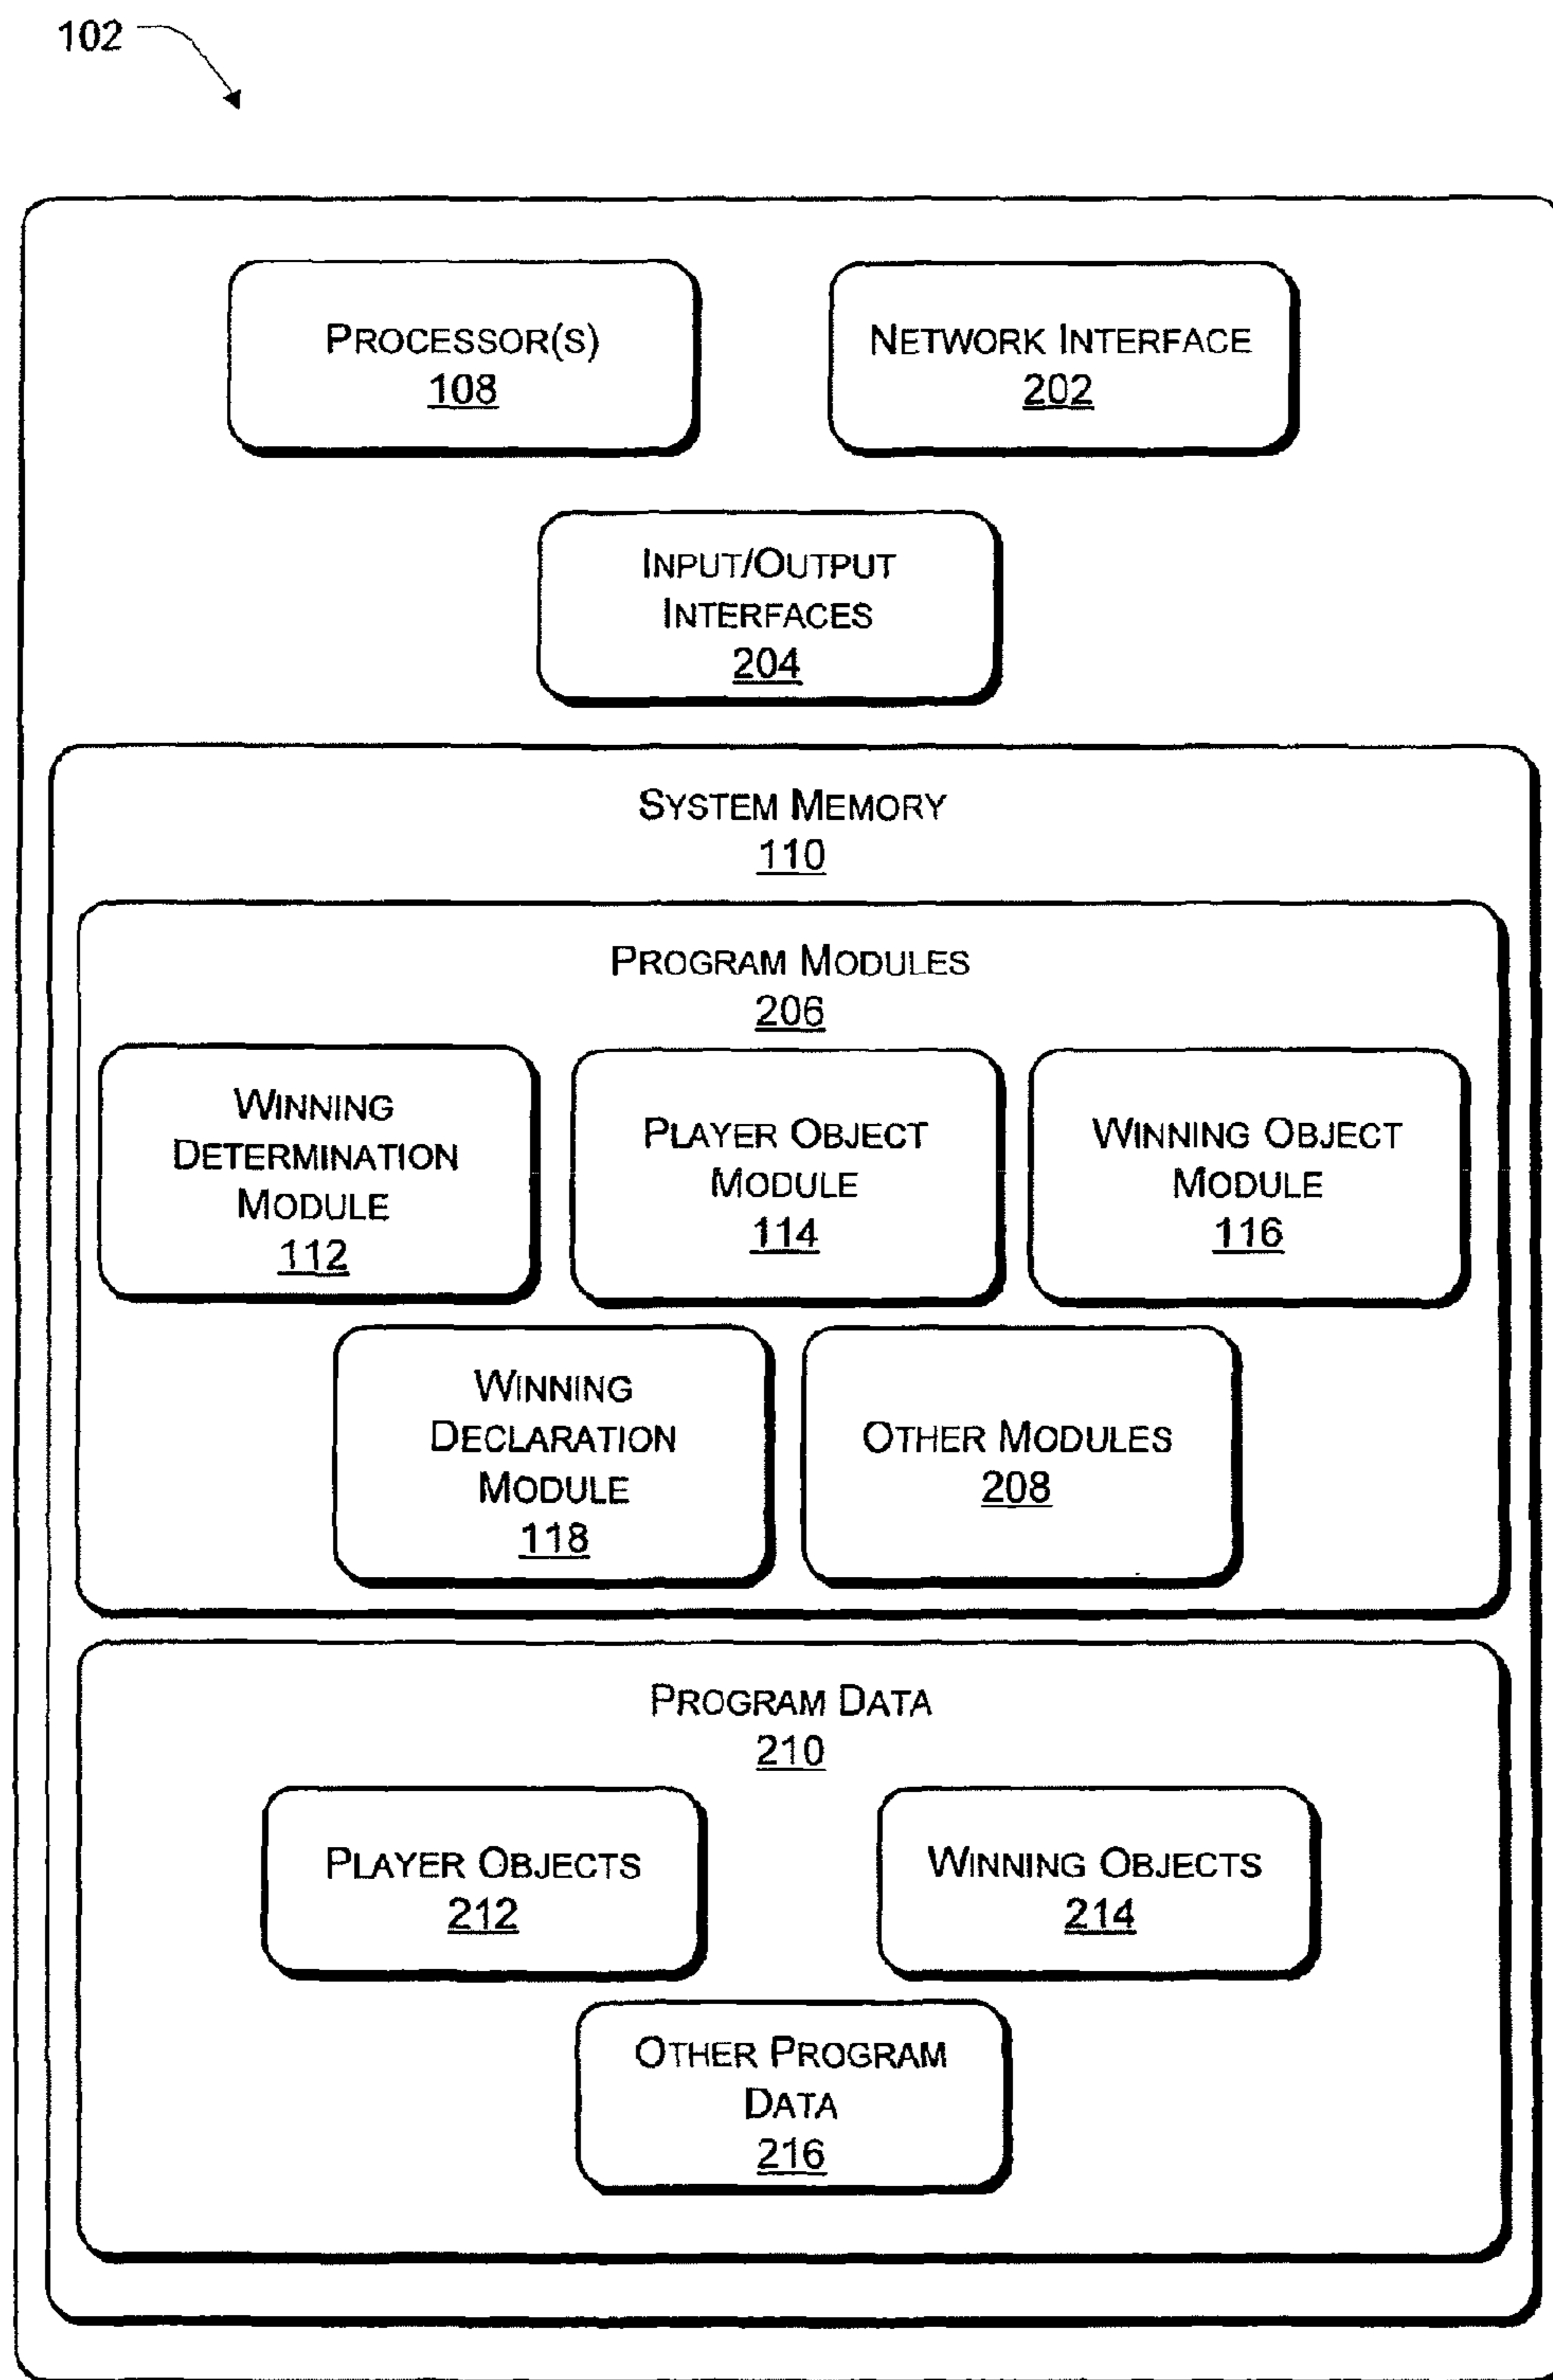 102
PROCESSOR(S)
108
NETWORK INTERFACE
202
INPUT/OUTPUT
INTERFACES
204
SYSTEM MEMORY
110
PROGRAM MODULES
206
WINNING
DETERMINATION
MODULE
112
PLAYER OBJECT
MODULE
114
WINNING OBJECT
MODULE
116
WINNING
DECLARATION
MODULE
118
OTHER MODULES
208
PROGRAM DATA
210
PLAYER OBJECTS
212
WINNING OBJECTS
214
OTHER PROGRAM
DATA
216